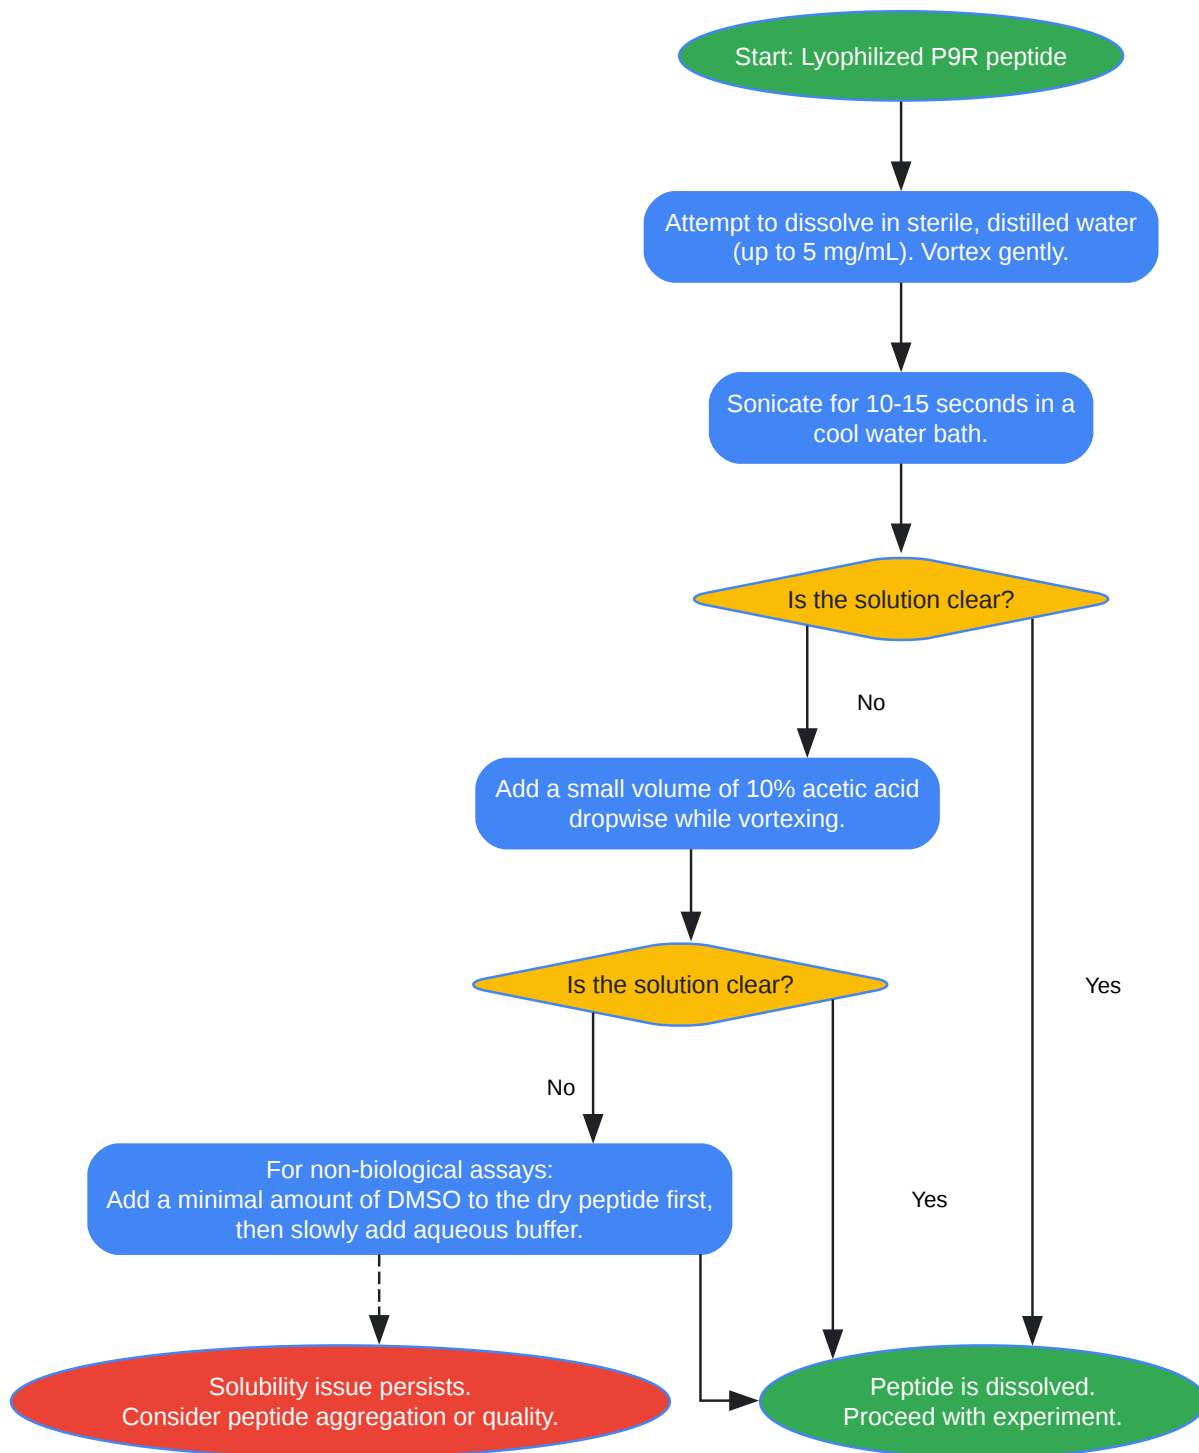 Start: Lyophilized P9R peptide
Attempt to dissolve in sterile, distilled water
(up to 5 mg/mL). Vortex gently.
Sonicate for 10-15 seconds in a
cool water bath.
Is the solution clear?
No
Add a small volume of 10% acetic acid
dropwise while vortexing.
Is the solution clear?
Yes
No
For non-biological assays:
Add a minimal amount of DMSO to the dry peptide first,
then slowly add aqueous buffer.
Yes
Solubility issue persists.
Consider peptide aggregation or quality.
Peptide is dissolved.
Proceed with experiment.